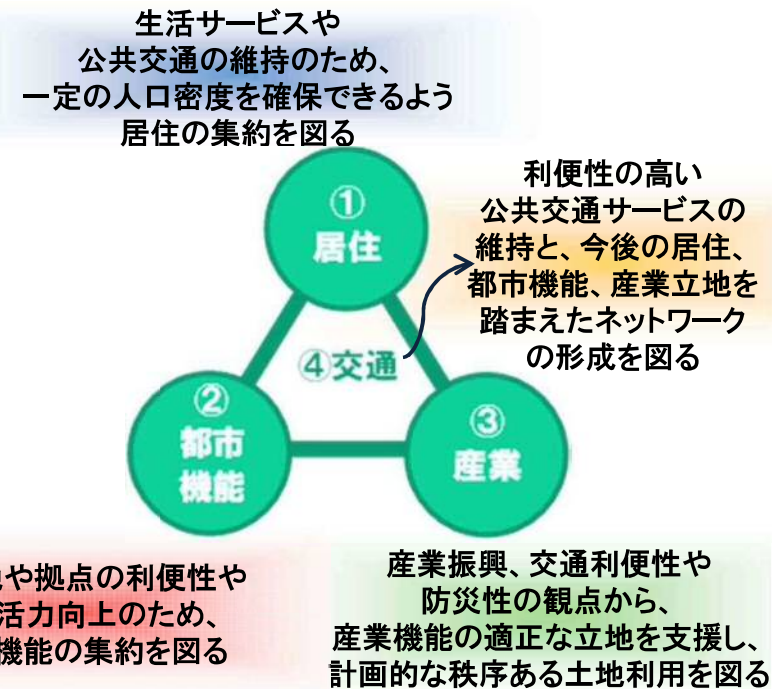 生活サービスや
公共交通の維持のため、
一定の人口密度を確保できるよう
居住の集約を図る
①
居住
利便性の高い
公共交通サービスの
維持と、今後の居住、
都市機能、産業立地を
踏まえたネットワーク
の形成を図る
④交通
②
都市
機能
③
産業
や拠点の利便性や
活力向上のため、
機能の集約を図る
産業振興、交通利便性や
防災性の観点から、
産業機能の適正な立地を支援し、
計画的な秩序ある土地利用を図る